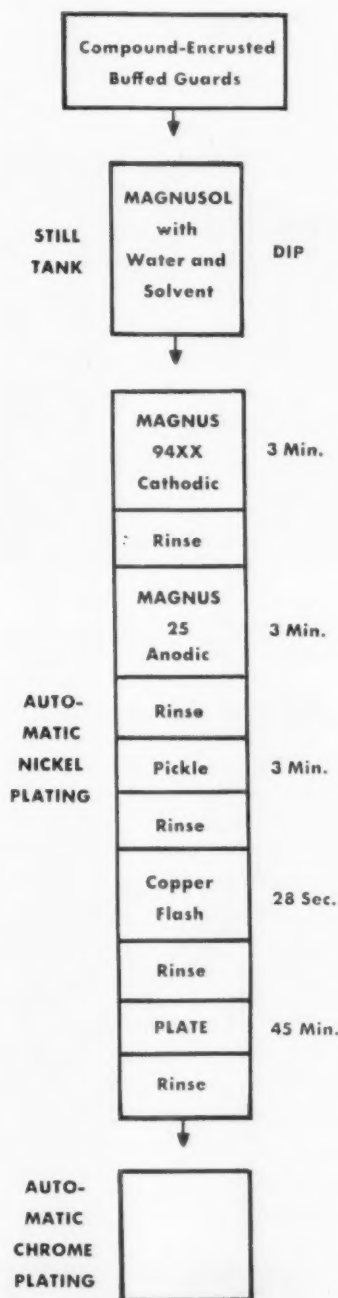 Compound-Encrusted
Buffed Guards
STILL
TANK
MAGNUSOL
with
Water and
Solvent
DIP
MAGNUS
94XX
Cathodic
3 Min.
Rinse
MAGNUS
25
Anodic
3 Min.
AUTO-
MATIC
NICKEL
PLATING
Rinse
Pickle
3 Min.
Rinse
Copper
Flash
28 Sec.
Rinse
PLATE
45 Min.
Rinse
AUTO-
MATIC
CHROME
PLATING